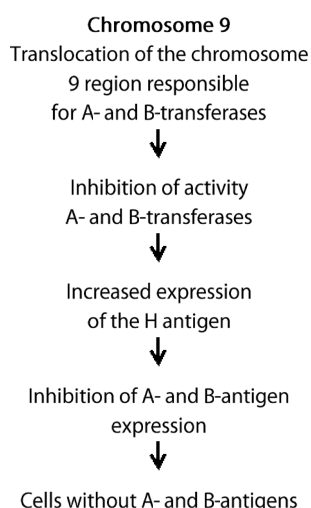 Chromosome 9
Translocation of the chromosome
9 region responsible
for A- and B-transferases
Inhibition of activity
A- and B-transferases
Increased expression
of the H antigen
Inhibition of A- and B-antigen
expression
Cells without A- and B-antigens